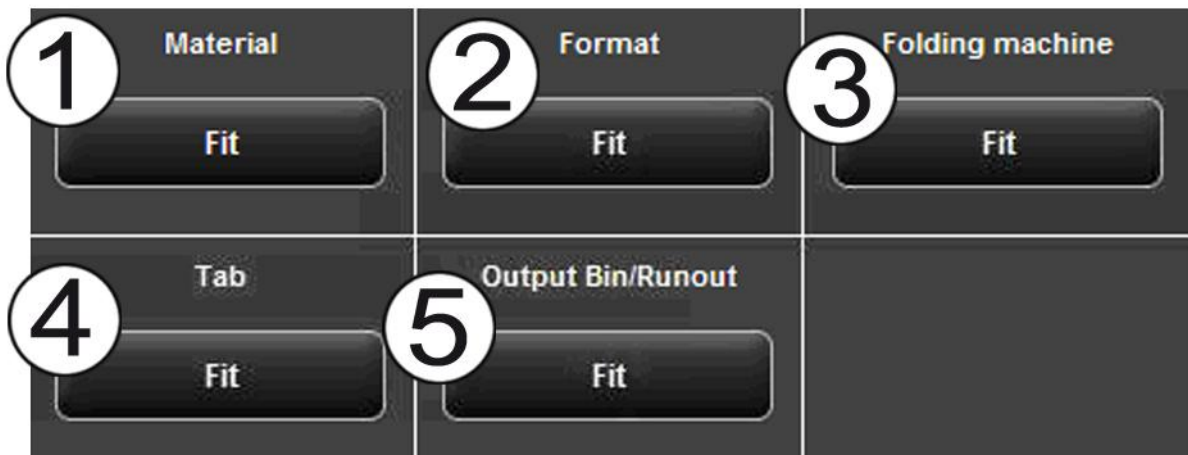 1 Material
Fit
2 Format
Fit
3 Folding machine
Fit
4 Tab
Fit
5 Output Bin/Runout
Fit